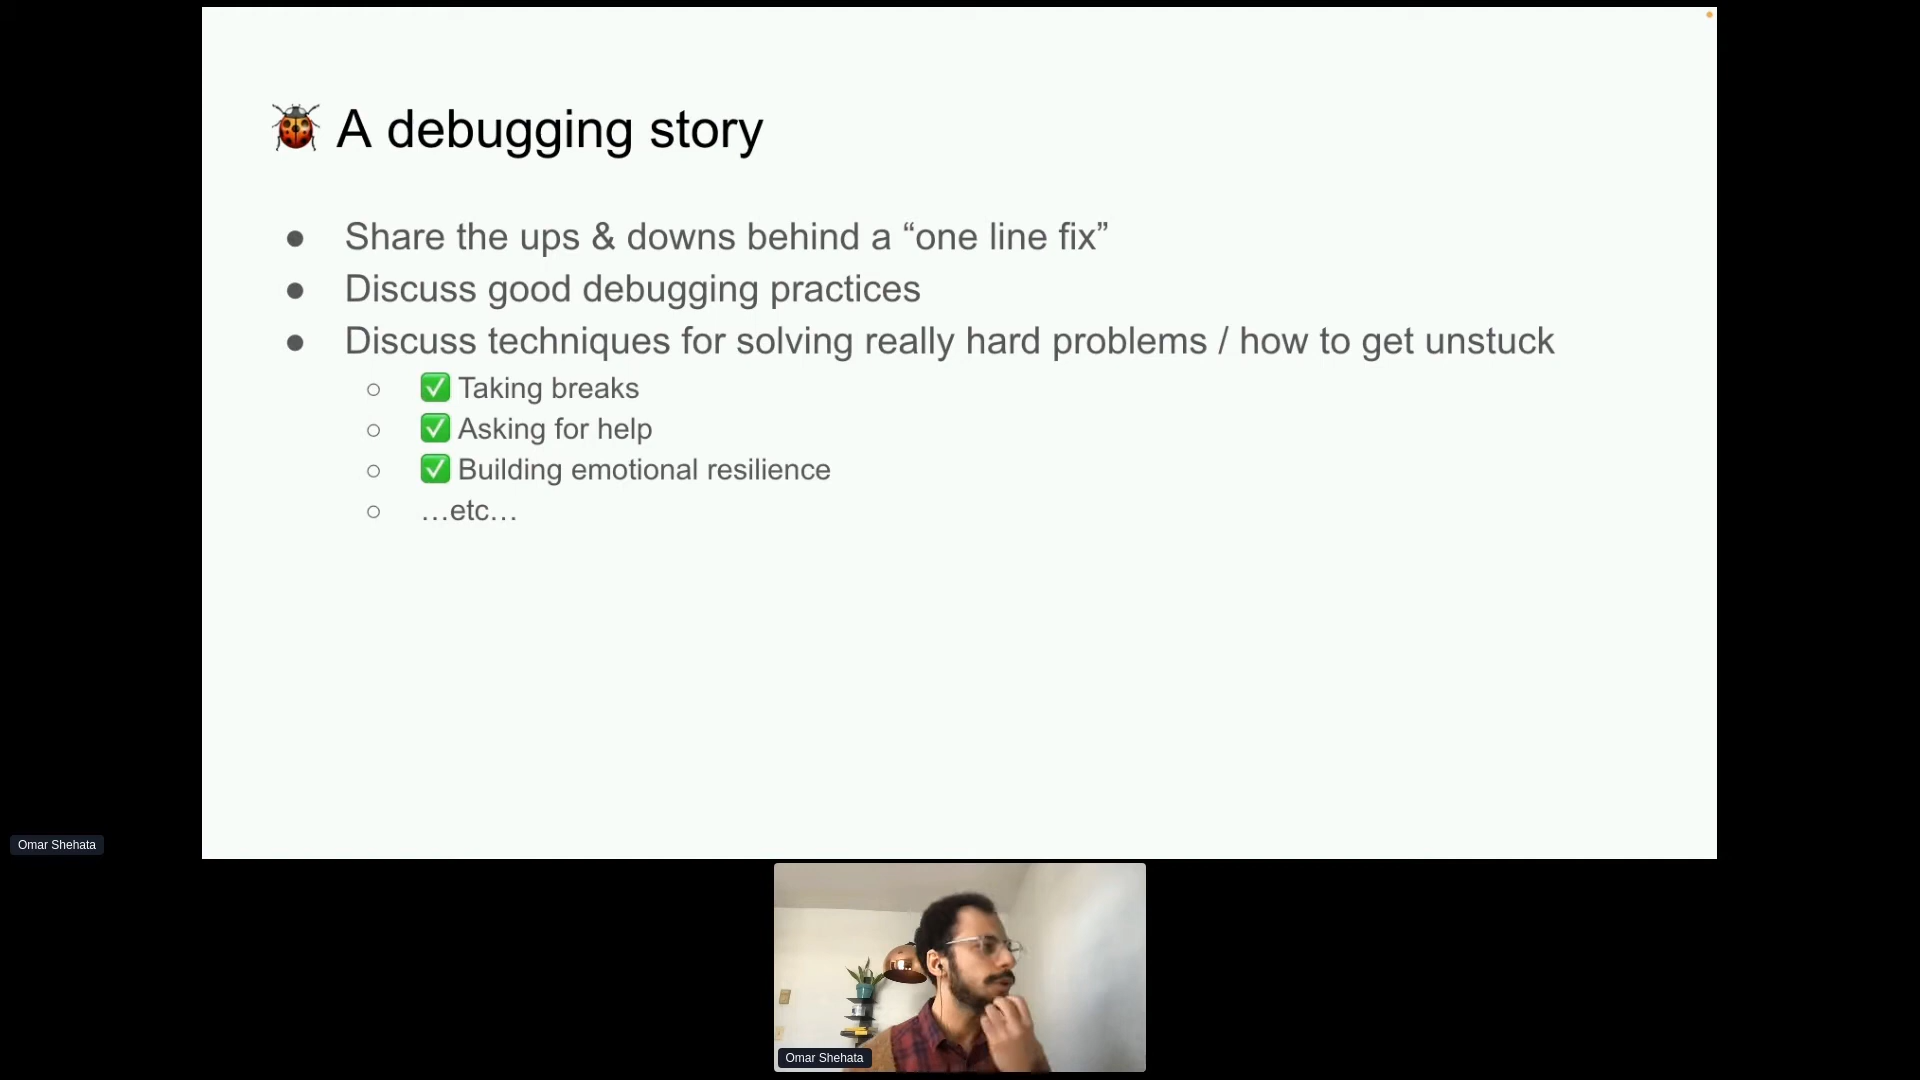 🐞 A debugging story
● Share the ups & downs behind a “one line fix”
● Discuss good debugging practices
● Discuss techniques for solving really hard problems / how to get unstuck
○ ✅ Taking breaks
○ ✅ Asking for help
○ ✅ Building emotional resilience
○ …etc…
Omar Shehata
Omar Shehata